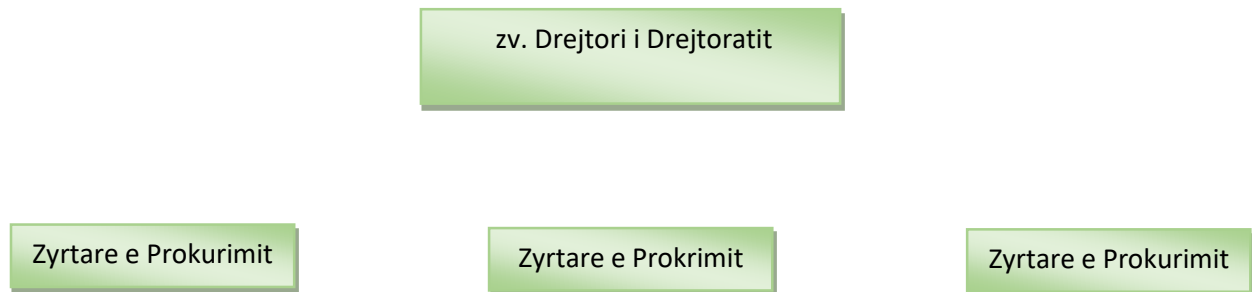 zv. Drejtori i Drejtoratit
Zyrtare e Prokurimit
Zyrtare e Prokrimit
Zyrtare e Prokurimit